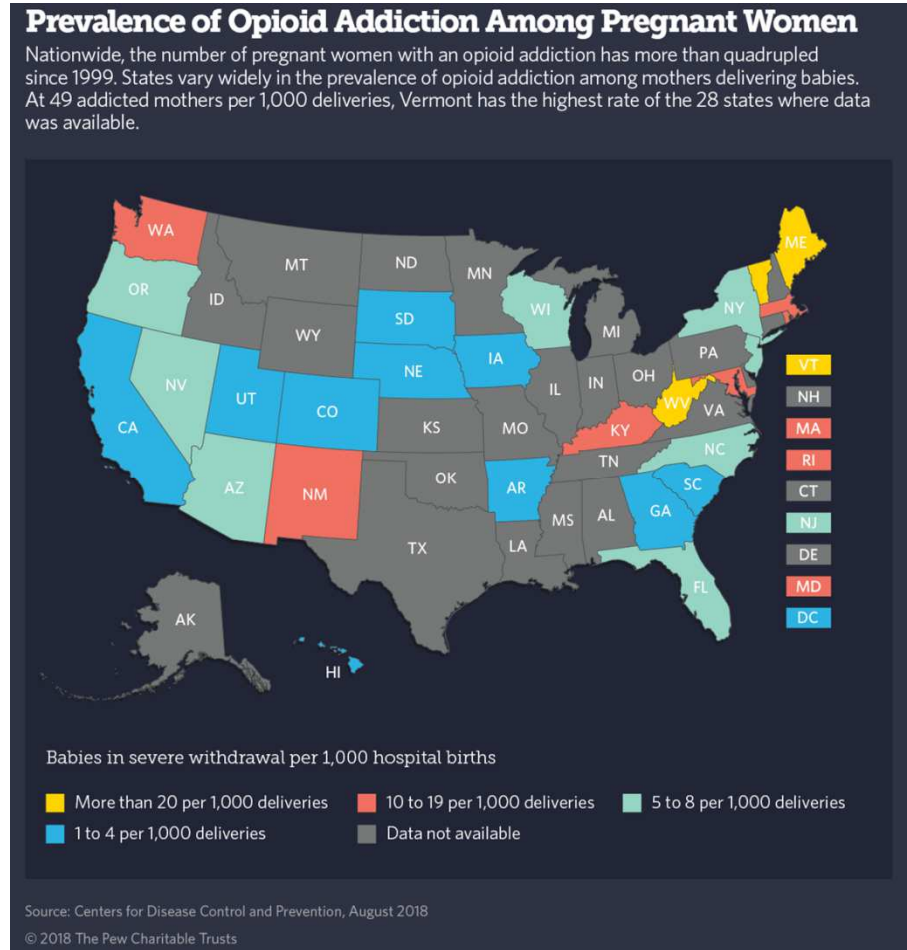 Prevalence of Opioid Addiction Among Pregnant Women
Nationwide, the number of pregnant women with an opioid addiction has more than quadrupled
since 1999. States vary widely in the prevalence of opioid addiction among mothers delivering babies.
At 49 addicted mothers per 1,000 deliveries, Vermont has the highest rate of the 28 states where data
was available.
WA
MT
ND
MN
ME
OR
ID
WY
SD
WI
MI
NY
NV
UT
CO
NE
IA
IL
IN
OH
PA
VT
NH
CA
KS
MO
KY
WV
VA
MA
RI
AZ
NM
OK
AR
TN
NC
CT
TX
LA
MS
AL
GA
SC
NJ
DE
FL
MD
AK
HI
DC
Babies in severe withdrawal per 1,000 hospital births
More than 20 per 1,000 deliveries
10 to 19 per 1,000 deliveries
5 to 8 per 1,000 deliveries
1 to 4 per 1,000 deliveries
Data not available
Source: Centers for Disease Control and Prevention, August 2018
© 2018 The Pew Charitable Trusts